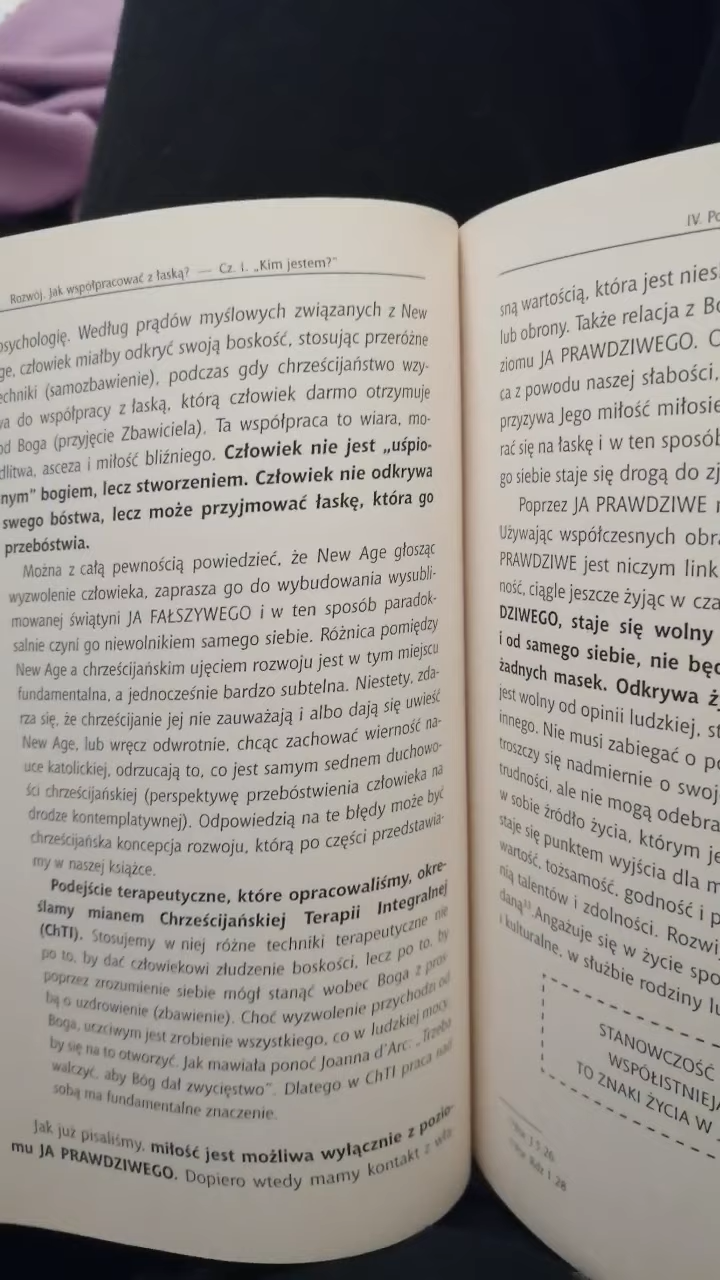 Rozwój. Jak współpracować z łaską? — Cz. I. „Kim jestem?”
psychologię. Według prądów myślowych związanych z New
ge, człowiek miałby odkryć swoją boskość, stosując przeróżne
echniki (samozbawienie), podczas gdy chrześcijaństwo wzy-
wa do współpracy z łaską, którą człowiek darmo otrzymuje
od Boga (przyjęcie Zbawiciela). Ta współpraca to wiara, mo-
dlitwa, asceza i miłość bliźniego. Człowiek nie jest „uśpio-
nym” bogiem, lecz stworzeniem. Człowiek nie odkrywa
swego bóstwa, lecz może przyjmować łaskę, która go
przebóstwia.
Można z całą pewnością powiedzieć, że New Age głosząc
wyzwolenie człowieka, zaprasza go do wybudowania wysubli-
mowanej świątyni JA FAŁSZYWEGO i w ten sposób paradok-
salnie czyni go niewolnikiem samego siebie. Różnica pomiędzy
New Age a chrześcijańskim ujęciem rozwoju jest w tym miejscu
fundamentalna, a jednocześnie bardzo subtelna. Niestety, zda-
rza się, że chrześcijanie jej nie zauważają i albo dają się uwieść
New Age, lub wręcz odwrotnie, chcąc zachować wierność na-
uce katolickiej, odrzucają to, co jest samym sednem duchowo-
ści chrześcijańskiej (perspektywę przebóstwienia człowieka na
drodze kontemplatywnej). Odpowiedzią na te błędy może być
chrześcijańska koncepcja rozwoju, którą po części przedstawia-
my w naszej książce.
Podejście terapeutyczne, które opracowaliśmy, okre-
ślamy mianem Chrześcijańskiej Terapii Integralnej
(ChTI). Stosujemy w niej różne techniki terapeutyczne nie
po to, by dać człowiekowi złudzenie boskości, lecz po to, by
poprzez zrozumienie siebie mógł stanąć wobec Boga z proś-
bą o uzdrowienie (zbawienie). Choć wyzwolenie przychodzi od
Boga, uczciwym jest zrobienie wszystkiego, co w ludzkiej mocy
by się na to otworzyć. Jak mawiała ponoć Joanna d’Arc: „Trzeba
walczyć, aby Bóg dał zwycięstwo”. Dlatego w ChTI praca nad
sobą ma fundamentalne znaczenie.
Jak już pisaliśmy, miłość jest możliwa wyłącznie z pozio-
mu JA PRAWDZIWEGO. Dopiero wtedy mamy kontakt z wła-
IV. Po
sną wartością, która jest nies
lub obrony. Także relacja z Bo
ziomu JA PRAWDZIWEGO.
ca z powodu naszej słabości,
przyzywa Jego miłość miłosie
rać się na łaskę i w ten sposób
go siebie staje się drogą do zj
Poprzez JA PRAWDZIWE
Używając współczesnych obra
PRAWDZIWE jest niczym link
ność, ciągle jeszcze żyjąc w cza
DZIWEGO, staje się wolny
i od samego siebie, nie będ
żadnych masek. Odkrywa ży
jest wolny od opinii ludzkiej, st
innego. Nie musi zabiegać o po
troszczy się nadmiernie o swoj
trudności, ale nie mogą odebra
w sobie źródło życia, którym je
staje się punktem wyjścia dla m
wartość, tożsamość, godność i p
nią talentów i zdolności. Rozwi
daną. Angażuje się w życie spo
i kulturalne, w służbie rodziny lu
STANOWCZOŚĆ
WSPÓŁISTNIEJĄ
TO ZNAKI ŻYCIA W